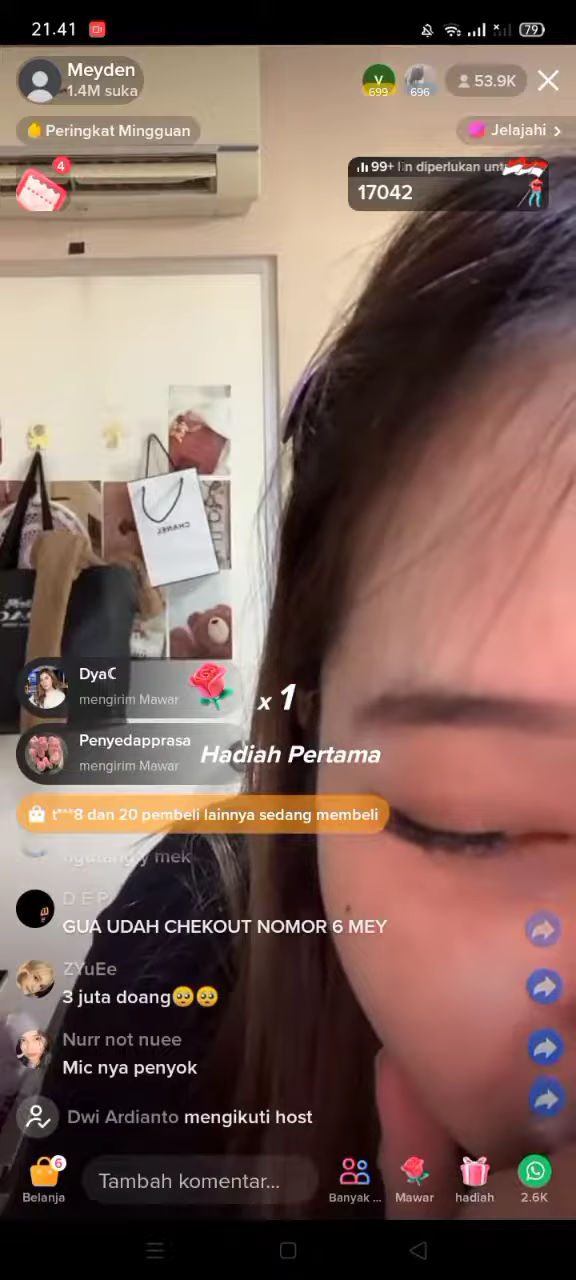 21.41
79
Meyden
1.4M suka
699
696
53.9K
Peringkat Mingguan
Jelajahi
4
99+ diperlukan
17042
CHANEL
DyaC
mengirim Mawar
x 1
Penyedapprasa
mengirim Mawar
Hadiah Pertama
t***8 dan 20 pembeli lainnya sedang membeli
mek
D E P
GUA UDAH CHEKOUT NOMOR 6 MEY
ZYuEe
3 juta doang🥺🥺
Nurr not nuee
Mic nya penyok
Dwi Ardianto mengikuti host
6
Belanja
Tambah komentar...
Banyak ...
Mawar
hadiah
2.6K